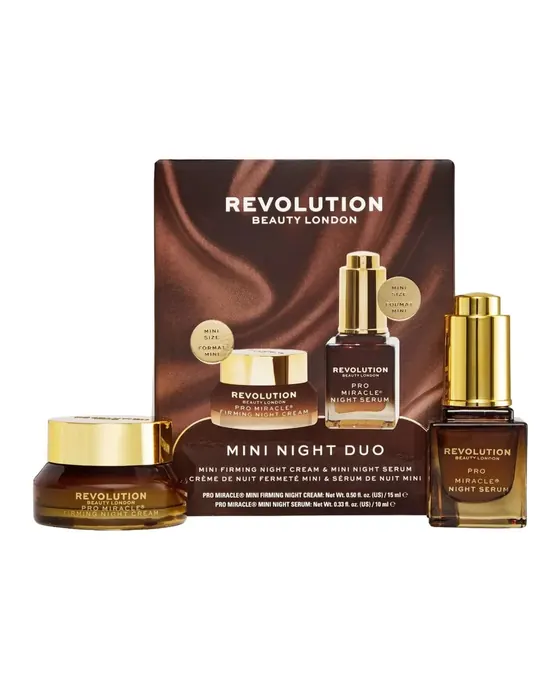 REVOLUTION
BEAUTY LONDON
MINI
SIZE
FORMAT
MINI
MINI
SIZE
FORMAT
MINI
REVOLUTION
BEAUTY LONDON
PRO MIRACLE®
FIRMING NIGHT CREAM
REVOLUTION
BEAUTY LONDON
PRO
MIRACLE®
NIGHT SERUM
MINI NIGHT DUO
MINI FIRMING NIGHT CREAM & MINI NIGHT SERUM
CRÈME DE NUIT FERMETÉ MINI & SÉRUM DE NUIT MINI
PRO MIRACLE® MINI FIRMING NIGHT CREAM: Net Wt. 0.50 fl. oz. (US) / 15 ml ℮
PRO MIRACLE® MINI NIGHT SERUM: Net Wt. 0.33 fl. oz. (US) / 10 ml ℮
REVOLUTION
BEAUTY LONDON
PRO MIRACLE®
FIRMING NIGHT CREAM
REVOLUTION
BEAUTY LONDON
PRO
MIRACLE®
NIGHT SERUM